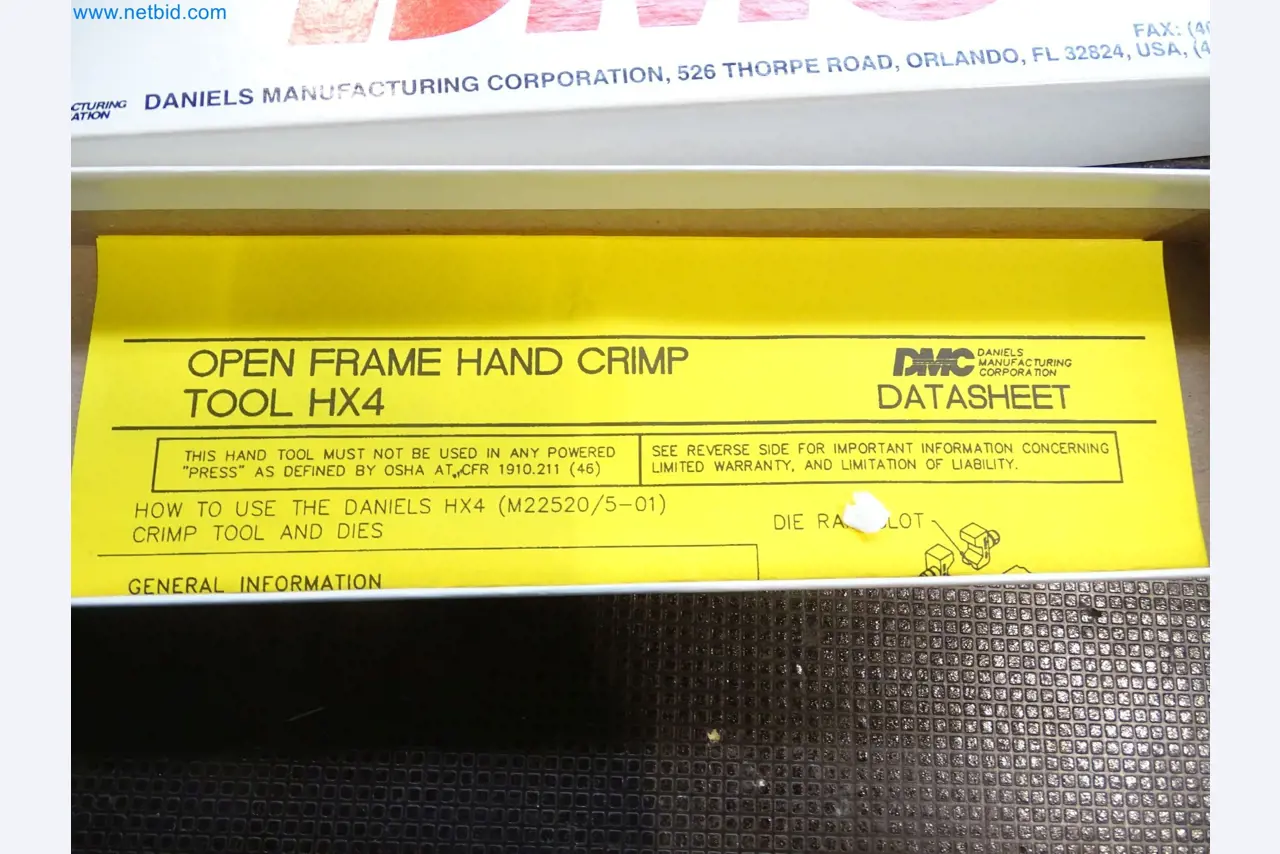 www.netbid.com
DMC
FAX: (4
DANIELS MANUFACTURING CORPORATION, 526 THORPE ROAD, ORLANDO, FL 32824, USA, (4
CTURING
ATION
OPEN FRAME HAND CRIMP
TOOL HX4
DMC DANIELS
MANUFACTURING
CORPORATION
DATASHEET
THIS HAND TOOL MUST NOT BE USED IN ANY POWERED
"PRESS" AS DEFINED BY OSHA AT CFR 1910.211 (46)
SEE REVERSE SIDE FOR IMPORTANT INFORMATION CONCERNING
LIMITED WARRANTY, AND LIMITATION OF LIABILITY.
HOW TO USE THE DANIELS HX4 (M22520/5-01)
CRIMP TOOL AND DIES
DIE RA LOT
GENERAL INFORMATION